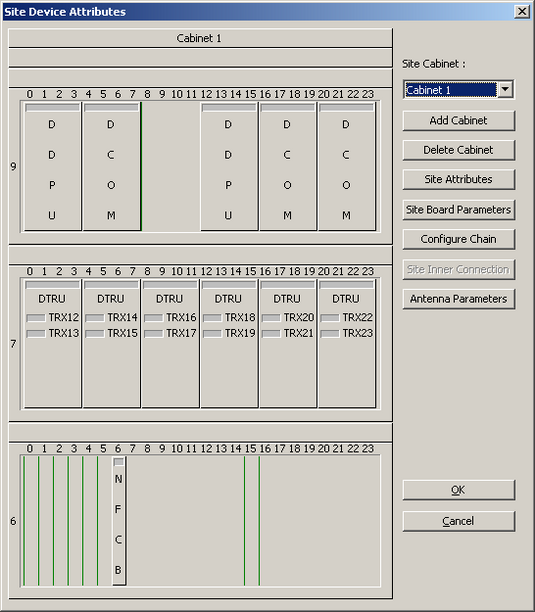 Site Device Attributes
Cabinet 1
Site Cabinet :
Cabinet 1
Add Cabinet
Delete Cabinet
Site Attributes
Site Board Parameters
Configure Chain
Site Inner Connection
Antenna Parameters
0 1 2 3 4 5 6 7 8 9 10 11 12 13 14 15 16 17 18 19 20 21 22 23
9
D D D D D
D C D C C
P O P O O
U M U M M
0 1 2 3 4 5 6 7 8 9 10 11 12 13 14 15 16 17 18 19 20 21 22 23
7
DTRU DTRU DTRU DTRU DTRU DTRU
TRX12 TRX14 TRX16 TRX18 TRX20 TRX22
TRX13 TRX15 TRX17 TRX19 TRX21 TRX23
0 1 2 3 4 5 6 7 8 9 10 11 12 13 14 15 16 17 18 19 20 21 22 23
6
N
F
C
B
OK
Cancel